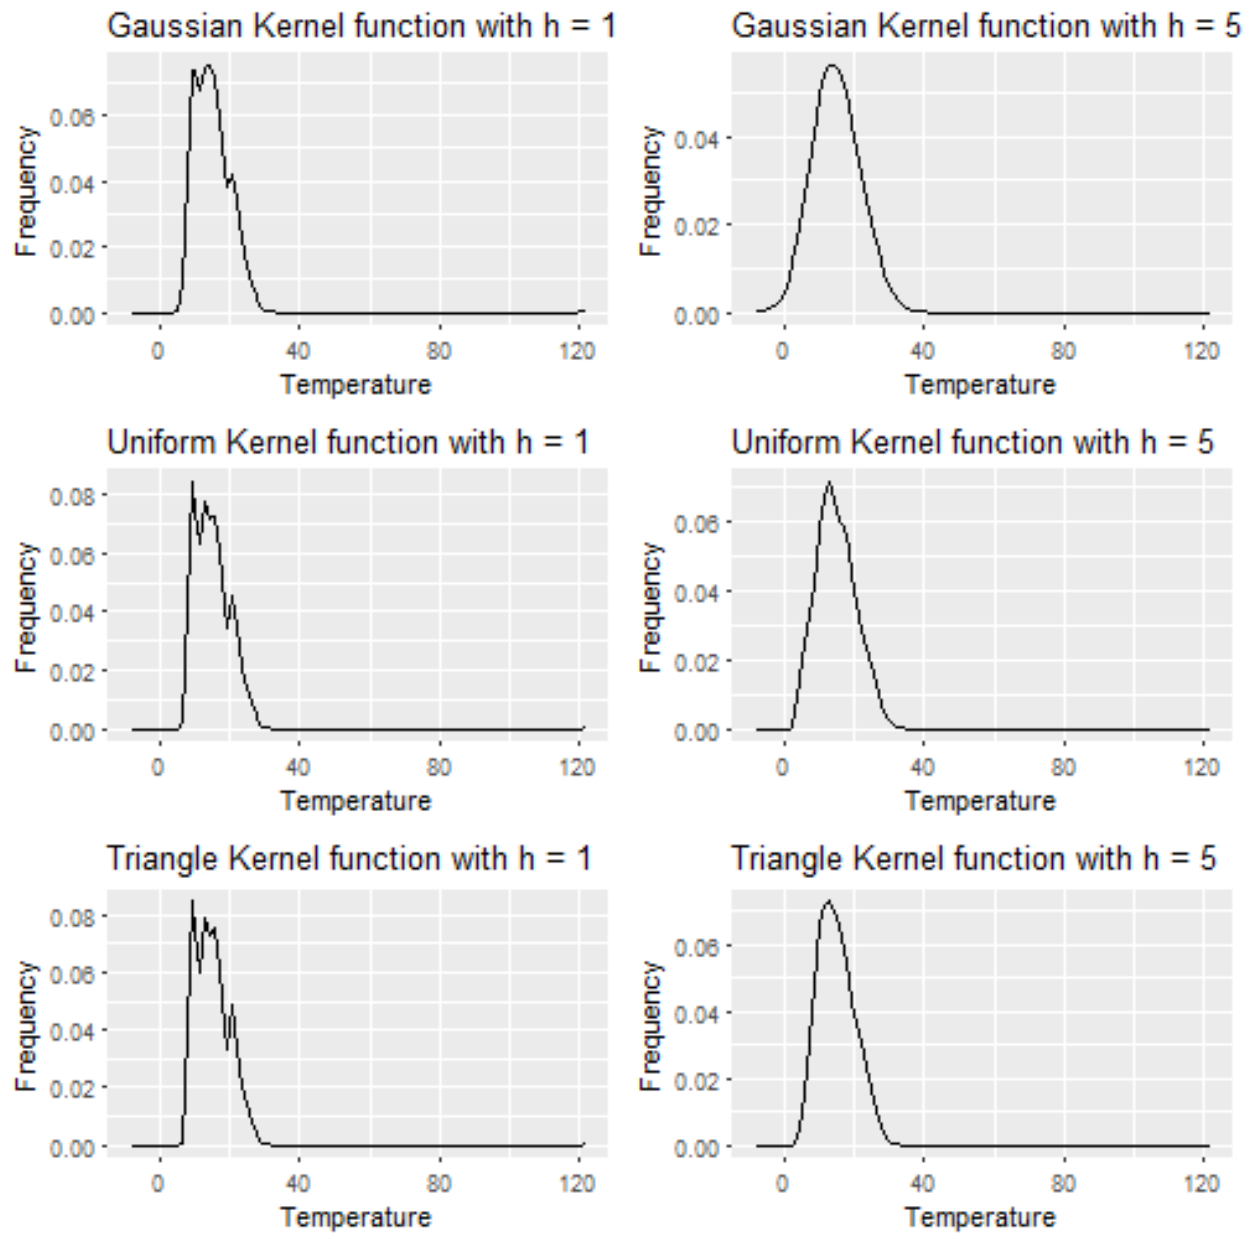 Gaussian Kernel function with h = 1
Frequency
0.06
0.04
0.02
0.00
0 40 80 120
Temperature
Gaussian Kernel function with h = 5
Frequency
0.04
0.02
0.00
0 40 80 120
Temperature
Uniform Kernel function with h = 1
Frequency
0.08
0.06
0.04
0.02
0.00
0 40 80 120
Temperature
Uniform Kernel function with h = 5
Frequency
0.06
0.04
0.02
0.00
0 40 80 120
Temperature
Triangle Kernel function with h = 1
Frequency
0.08
0.06
0.04
0.02
0.00
0 40 80 120
Temperature
Triangle Kernel function with h = 5
Frequency
0.06
0.04
0.02
0.00
0 40 80 120
Temperature